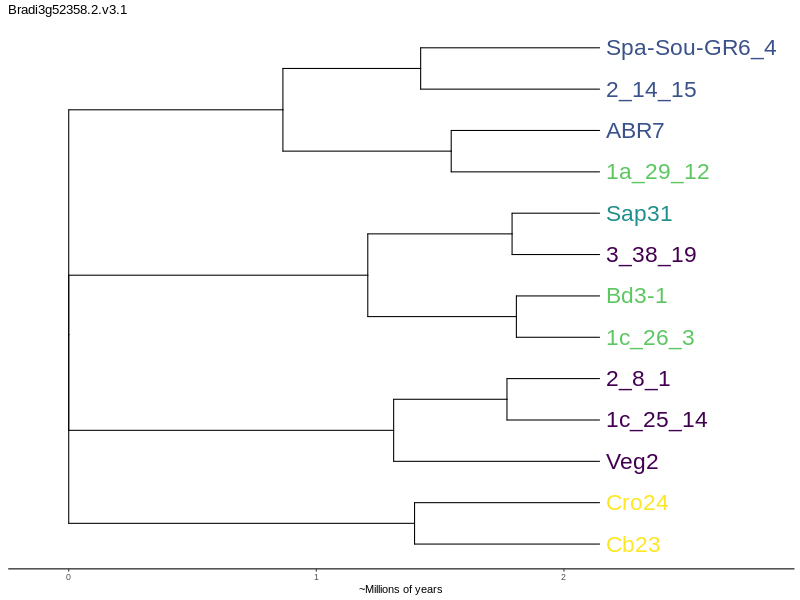 Bradi3g52358.2.v3.1
Spa-Sou-GR6_4
2_14_15
ABR7
1a_29_12
Sap31
3_38_19
Bd3-1
1c_26_3
2_8_1
1c_25_14
Veg2
Cro24
Cb23
0 1 2
~Millions of years